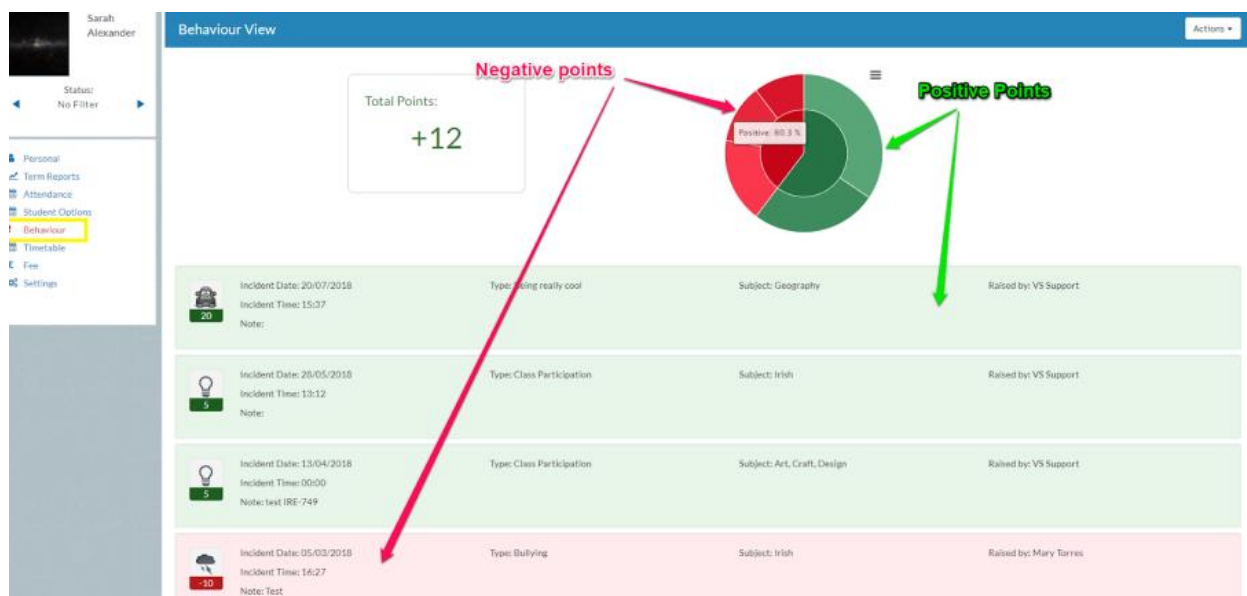 Sarah
Alexander
Status:
No Filter
Personal
Term Reports
Attendance
Student Options
Behaviour
Timetable
Fee
Settings
Behaviour View
Actions
Total Points:
+12
Negative points
Positive Points
Positive: 80.3 %
20
Incident Date: 20/07/2018
Incident Time: 15:37
Note:
Type: Being really cool
Subject: Geography
Raised by: VS Support
5
Incident Date: 28/05/2018
Incident Time: 13:12
Note:
Type: Class Participation
Subject: Irish
Raised by: VS Support
5
Incident Date: 13/04/2018
Incident Time: 00:00
Note: test IRE-749
Type: Class Participation
Subject: Art, Craft, Design
Raised by: VS Support
-10
Incident Date: 05/03/2018
Incident Time: 16:27
Note: Test
Type: Bullying
Subject: Irish
Raised by: Mary Torres